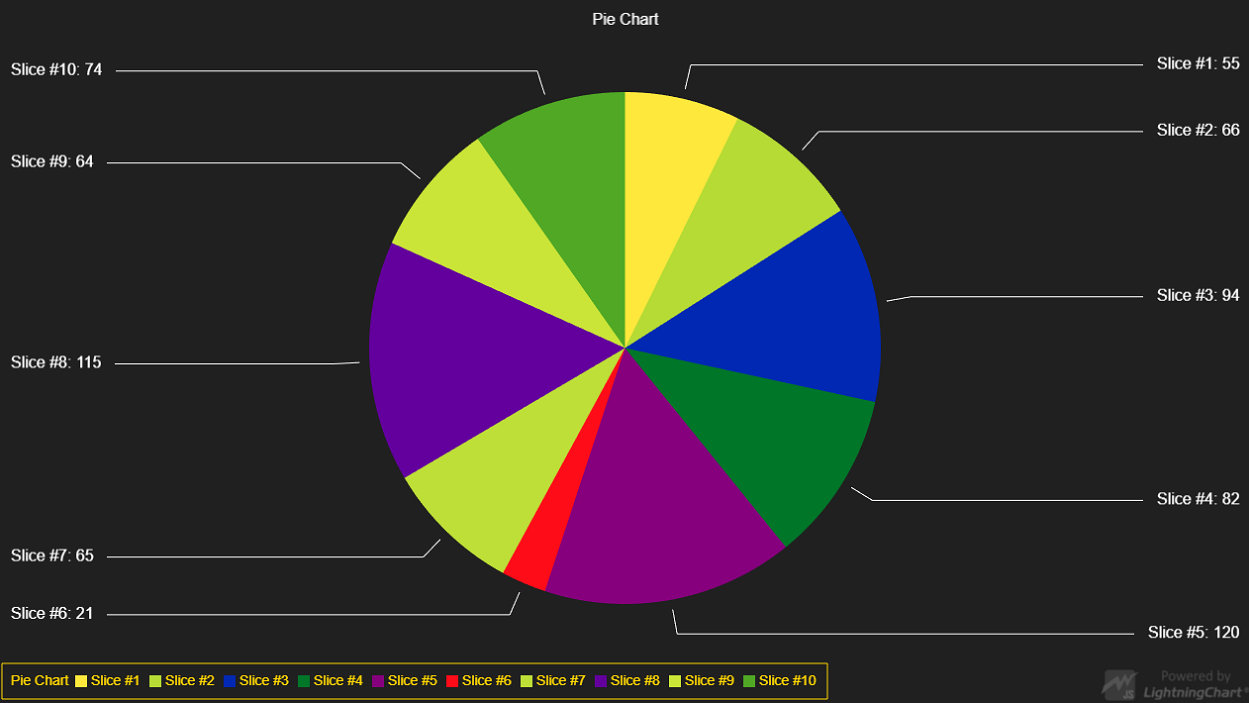 Pie Chart
Slice #10: 74
Slice #1: 55
Slice #2: 66
Slice #9: 64
Slice #3: 94
Slice #8: 115
Slice #4: 82
Slice #7: 65
Slice #6: 21
Slice #5: 120
Pie Chart Slice #1 Slice #2 Slice #3 Slice #4 Slice #5 Slice #6 Slice #7 Slice #8 Slice #9 Slice #10
Powered by
JS LightningChart®